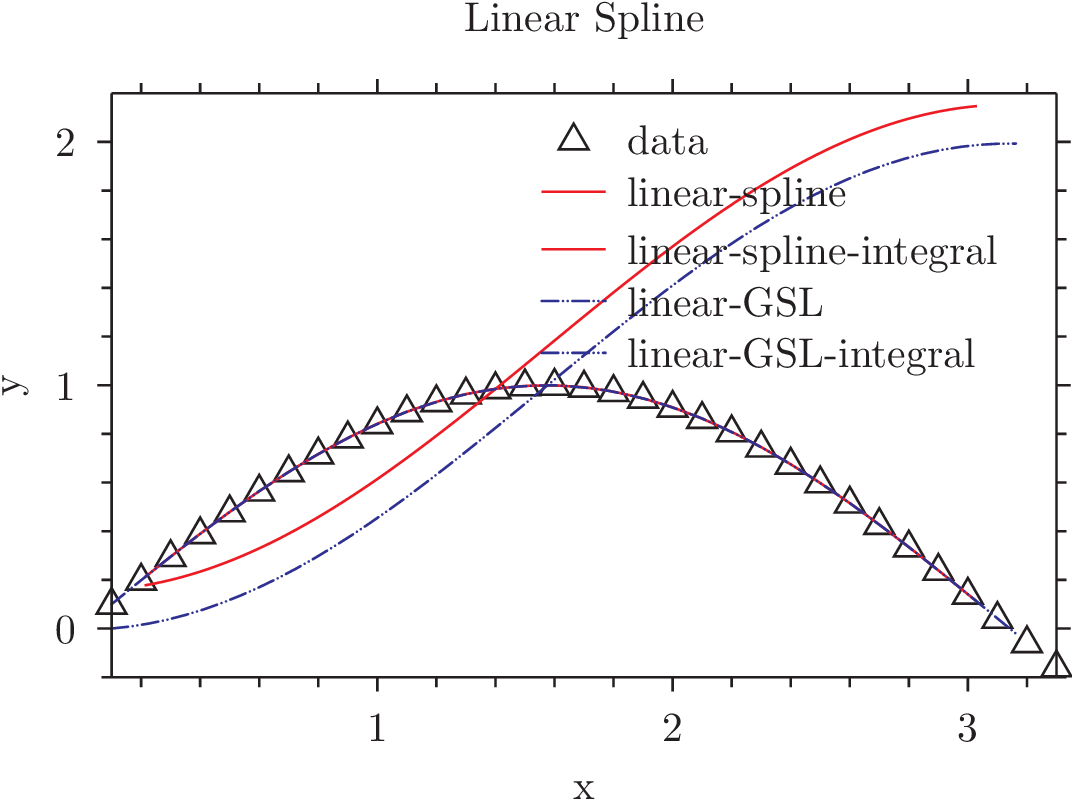 Linear Spline
2
data
linear-spline
linear-spline-integral
linear-GSL
linear-GSL-integral
1
y
0
1 2 3
x